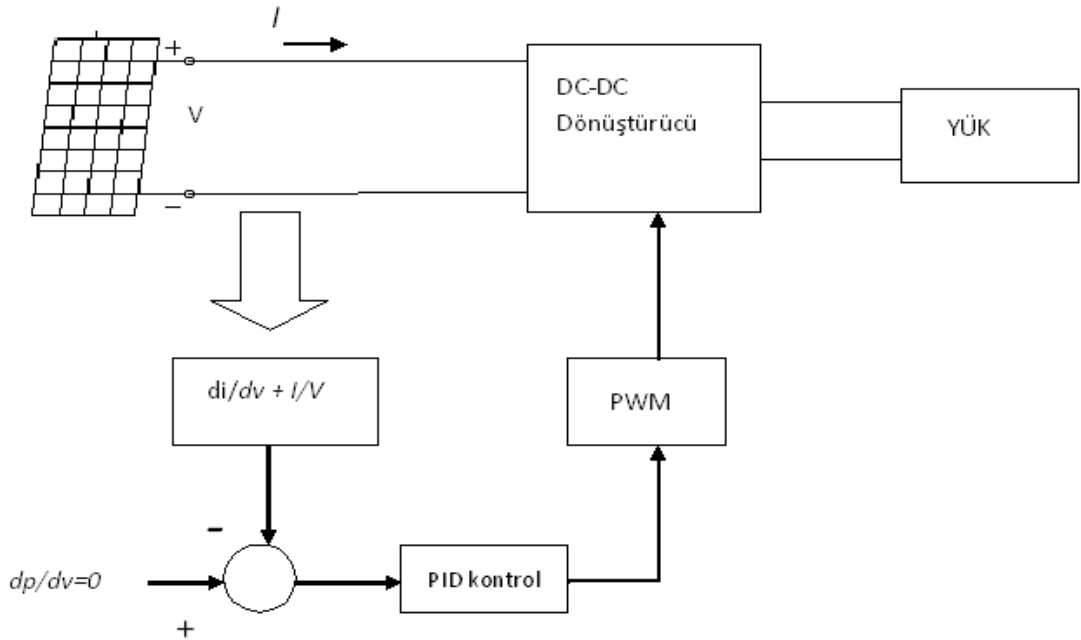 I
+
V
−
DC-DC
Dönüştürücü
YÜK
di/dv + I/V
PWM
−
dp/dv=0
+
PID kontrol